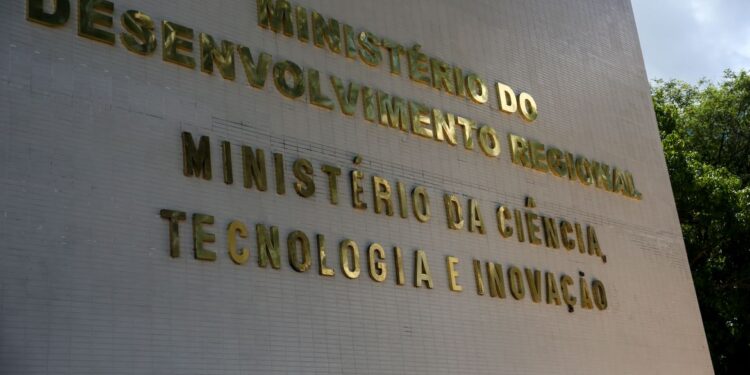 MINISTÉRIO DO
DESENVOLVIMENTO REGIONAL
MINISTÉRIO DA CIÊNCIA,
TECNOLOGIA E INOVAÇÃO